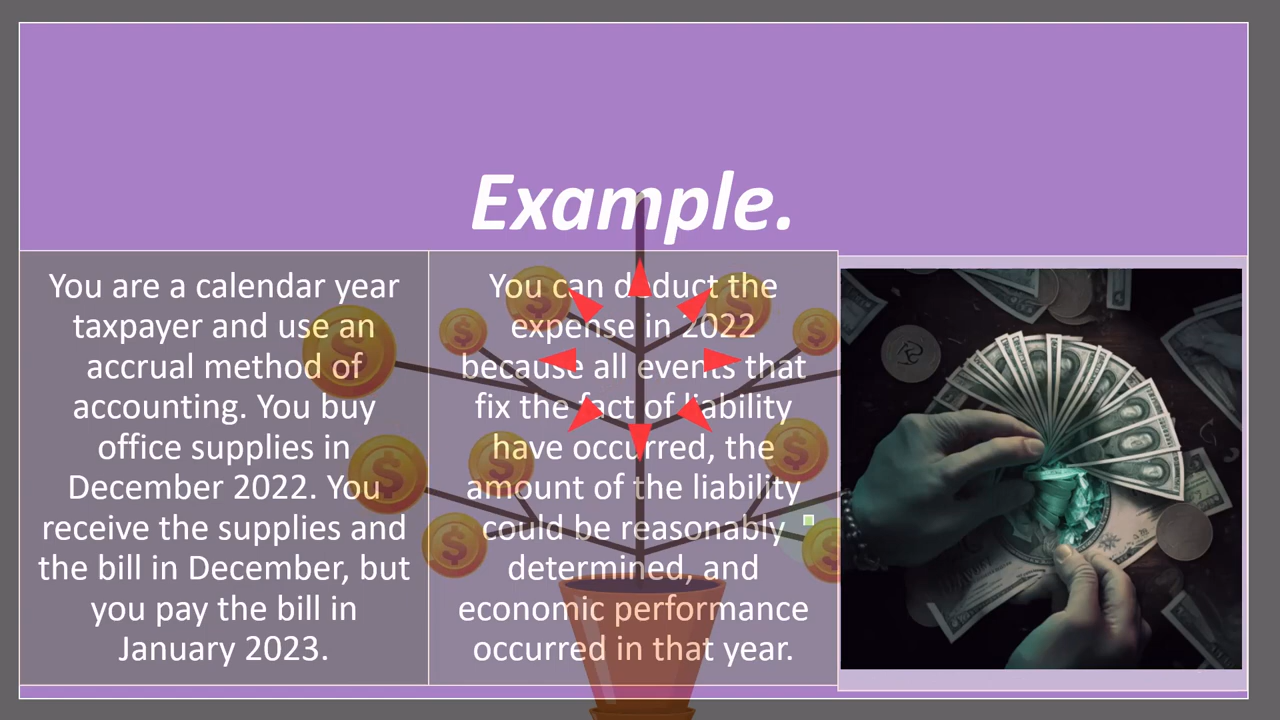 Example.
You are a calendar year
taxpayer and use an
accrual method of
accounting. You buy
office supplies in
December 2022. You
receive the supplies and
the bill in December, but
you pay the bill in
January 2023.
You can deduct the
expense in 2022
because all events that
fix the fact of liability
have occurred, the
amount of the liability
could be reasonably
determined, and
economic performance
occurred in that year.